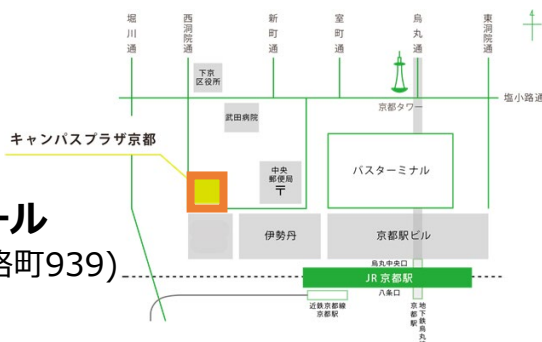 堀川通
西洞院通
新町通
室町通
烏丸通
東洞院通
4
下京
区役所
塩小路通
京都タワー
武田病院
キャンパスプラザ京都
中央
郵便局
〒
バスターミナル
ール
路町939)
伊勢丹
京都駅ビル
烏丸中央口
JR 京都駅
八条口
近鉄京都線
京都駅
地下鉄烏丸
京都駅